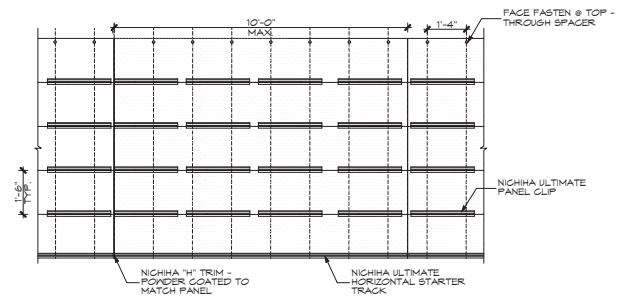 FACE FASTEN @ TOP -
THROUGH SPACER
10'-0"
MAX.
1'-4"
1'-6"
TYP.
NICHIHA ULTIMATE
PANEL CLIP
NICHIHA "H" TRIM -
POWDER COATED TO
MATCH PANEL
NICHIHA ULTIMATE
HORIZONTAL STARTER
TRACK